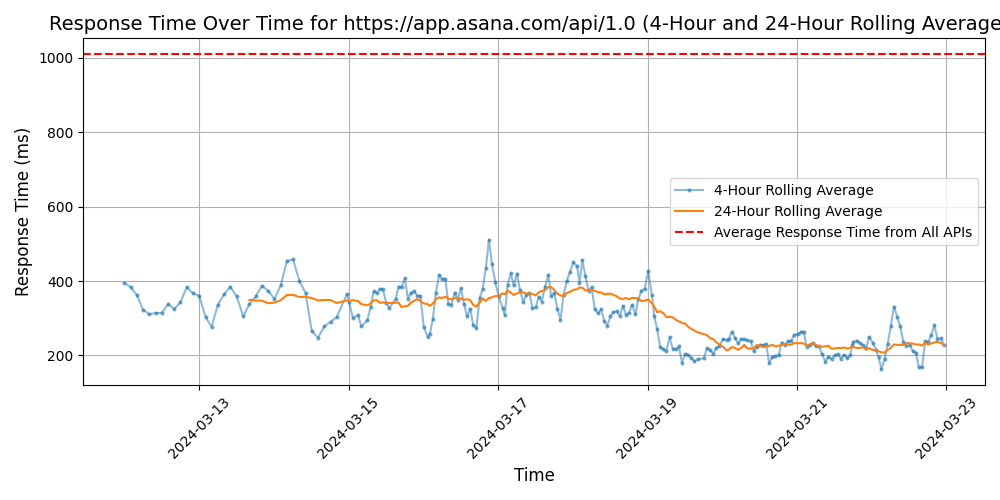 Response Time Over Time for https://app.asana.com/api/1.0 (4-Hour and 24-Hour Rolling Average
Response Time (ms)
1000
800
600
400
200
4-Hour Rolling Average
24-Hour Rolling Average
Average Response Time from All APIs
2024-03-13
2024-03-15
2024-03-17
2024-03-19
2024-03-21
2024-03-23
Time